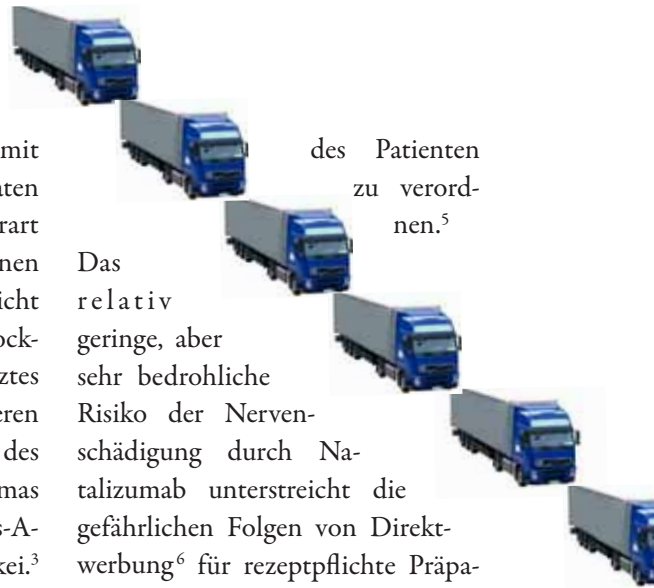 mit
aten
rart
nen
icht
ock-
ztes
eren
des
mas
s-A-
kei.³
des Patienten
zu verord-
nen.⁵
Das
relativ
geringe, aber
sehr bedrohliche
Risiko der Nerven-
schädigung durch Na-
talizumab unterstreicht die
gefährlichen Folgen von Direkt-
werbung⁶ für rezeptpflichte Präpa-